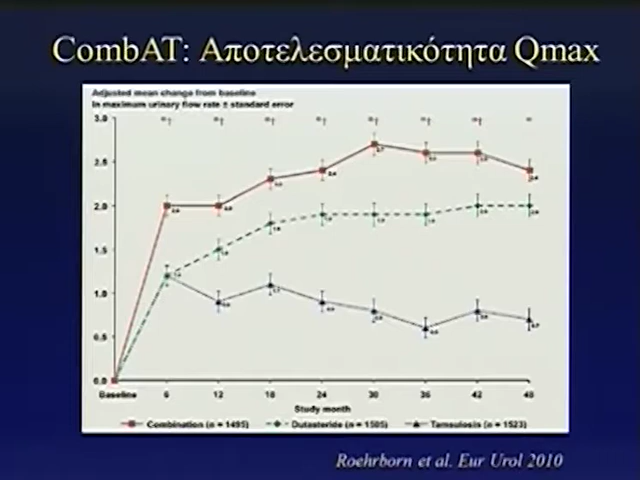 CombAT: Αποτελεσματικότητα Qmax
Adjusted mean change from baseline
in maximum urinary flow rate ± standard error
3.0
2.5
2.0
1.5
1.0
0.5
0.0
Baseline 6 12 18 24 30 36 42 48
Study month
Combination (n = 1495) Dutasteride (n = 1505) Tamsulosin (n = 1523)
Roehrborn et al. Eur Urol 2010